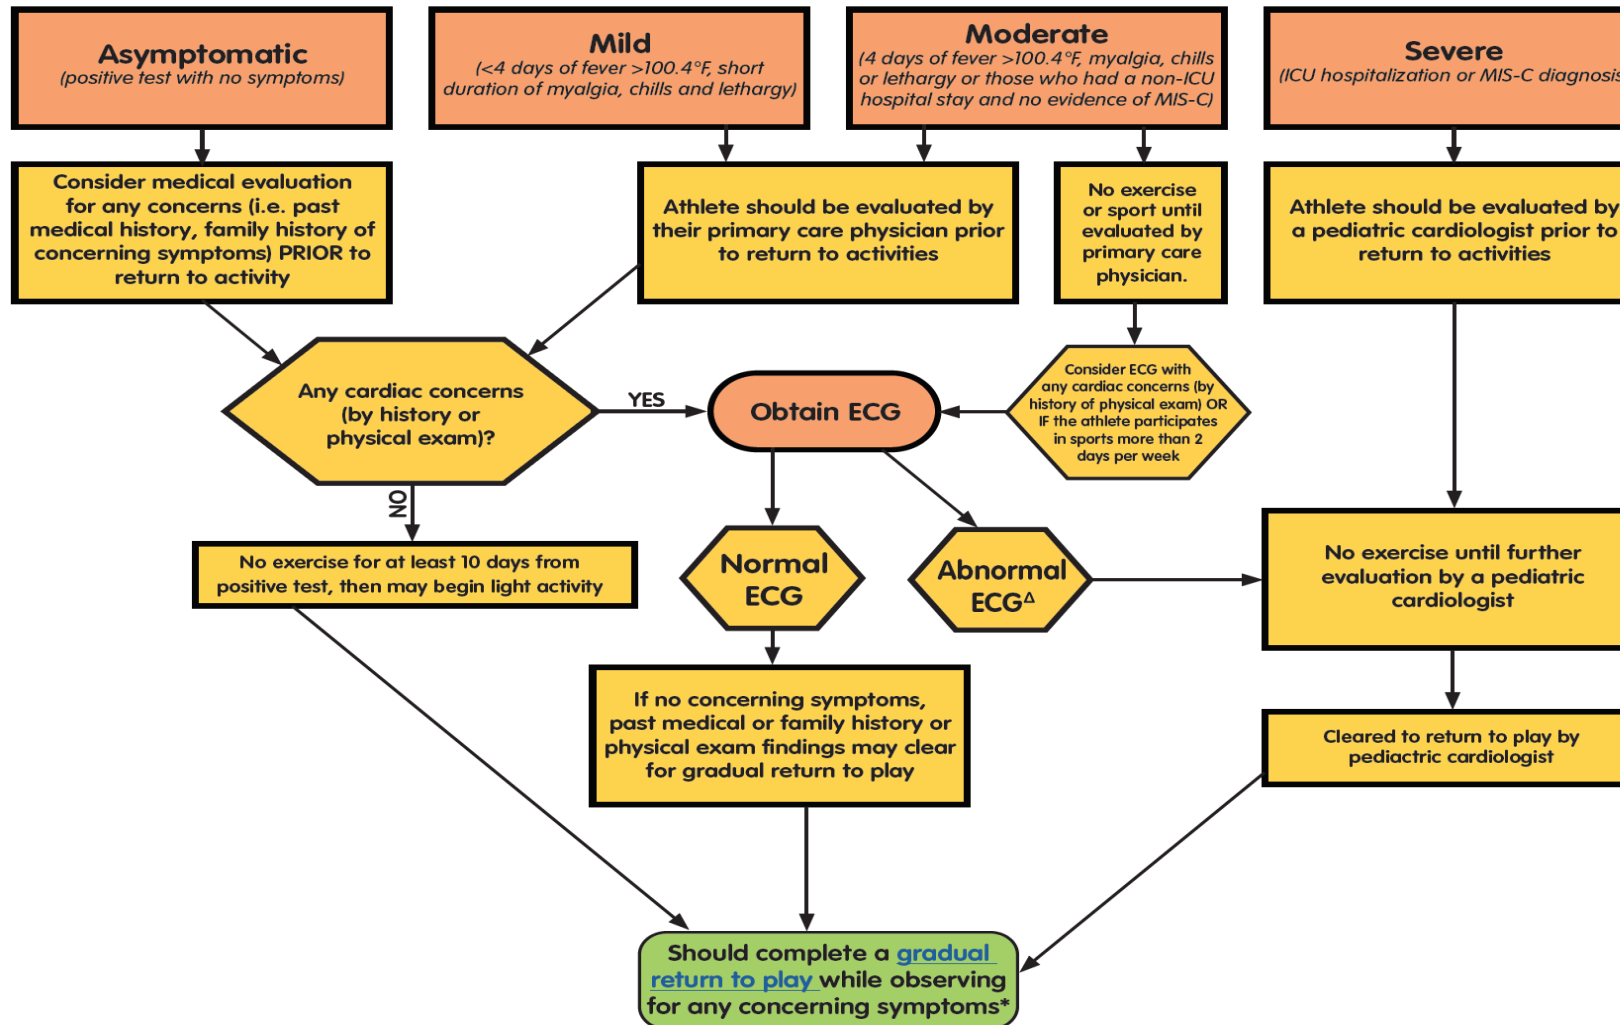 Asymptomatic
(positive test with no symptoms)
Mild
(<4 days of fever >100.4°F, short
duration of myalgia, chills and lethargy)
Moderate
(4 days of fever >100.4°F, myalgia, chills
or lethargy or those who had a non-ICU
hospital stay and no evidence of MIS-C)
Severe
(ICU hospitalization or MIS-C diagnosis
Consider medical evaluation
for any concerns (i.e. past
medical history, family history of
concerning symptoms) PRIOR to
return to activity
Athlete should be evaluated by
their primary care physician prior
to return to activities
No exercise
or sport until
evaluated by
primary care
physician.
Athlete should be evaluated by
a pediatric cardiologist prior to
return to activities
Any cardiac concerns
(by history or
physical exam)?
YES
Obtain ECG
Consider ECG with
any cardiac concerns (by
history of physical exam) OR
IF the athlete participates
in sports more than 2
days per week
NO
No exercise for at least 10 days from
positive test, then may begin light activity
Normal
ECG
Abnormal
ECGΔ
No exercise until further
evaluation by a pediatric
cardiologist
If no concerning symptoms,
past medical or family history or
physical exam findings may clear
for gradual return to play
Cleared to return to play by
pediactric cardiologist
Should complete a gradual
return to play while observing
for any concerning symptoms*